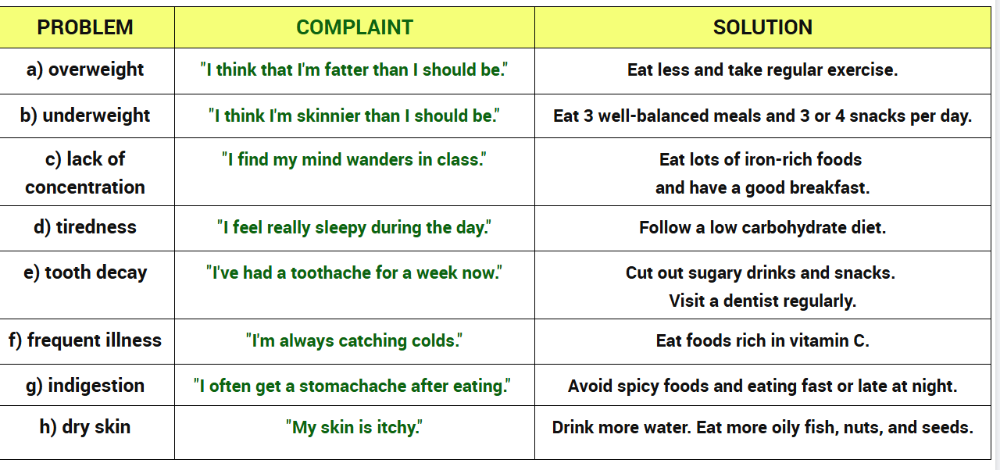 PROBLEM COMPLAINT SOLUTION
a) overweight "I think that I'm fatter than I should be." Eat less and take regular exercise.
b) underweight "I think I'm skinnier than I should be." Eat 3 well-balanced meals and 3 or 4 snacks per day.
c) lack of "I find my mind wanders in class." Eat lots of iron-rich foods
concentration and have a good breakfast.
d) tiredness "I feel really sleepy during the day." Follow a low carbohydrate diet.
e) tooth decay "I've had a toothache for a week now." Cut out sugary drinks and snacks.
Visit a dentist regularly.
f) frequent illness "I'm always catching colds." Eat foods rich in vitamin C.
g) indigestion "I often get a stomachache after eating." Avoid spicy foods and eating fast or late at night.
h) dry skin "My skin is itchy." Drink more water. Eat more oily fish, nuts, and seeds.